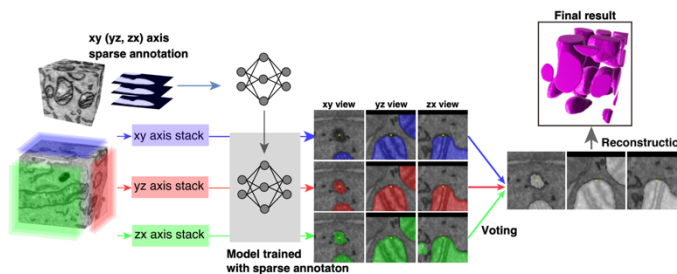 xy (yz, zx) axis
sparse annotation
Final result
xy view
yz view
zx view
xy axis stack
yz axis stack
zx axis stack
Reconstructio
Voting
Model trained
with sparse annotaton